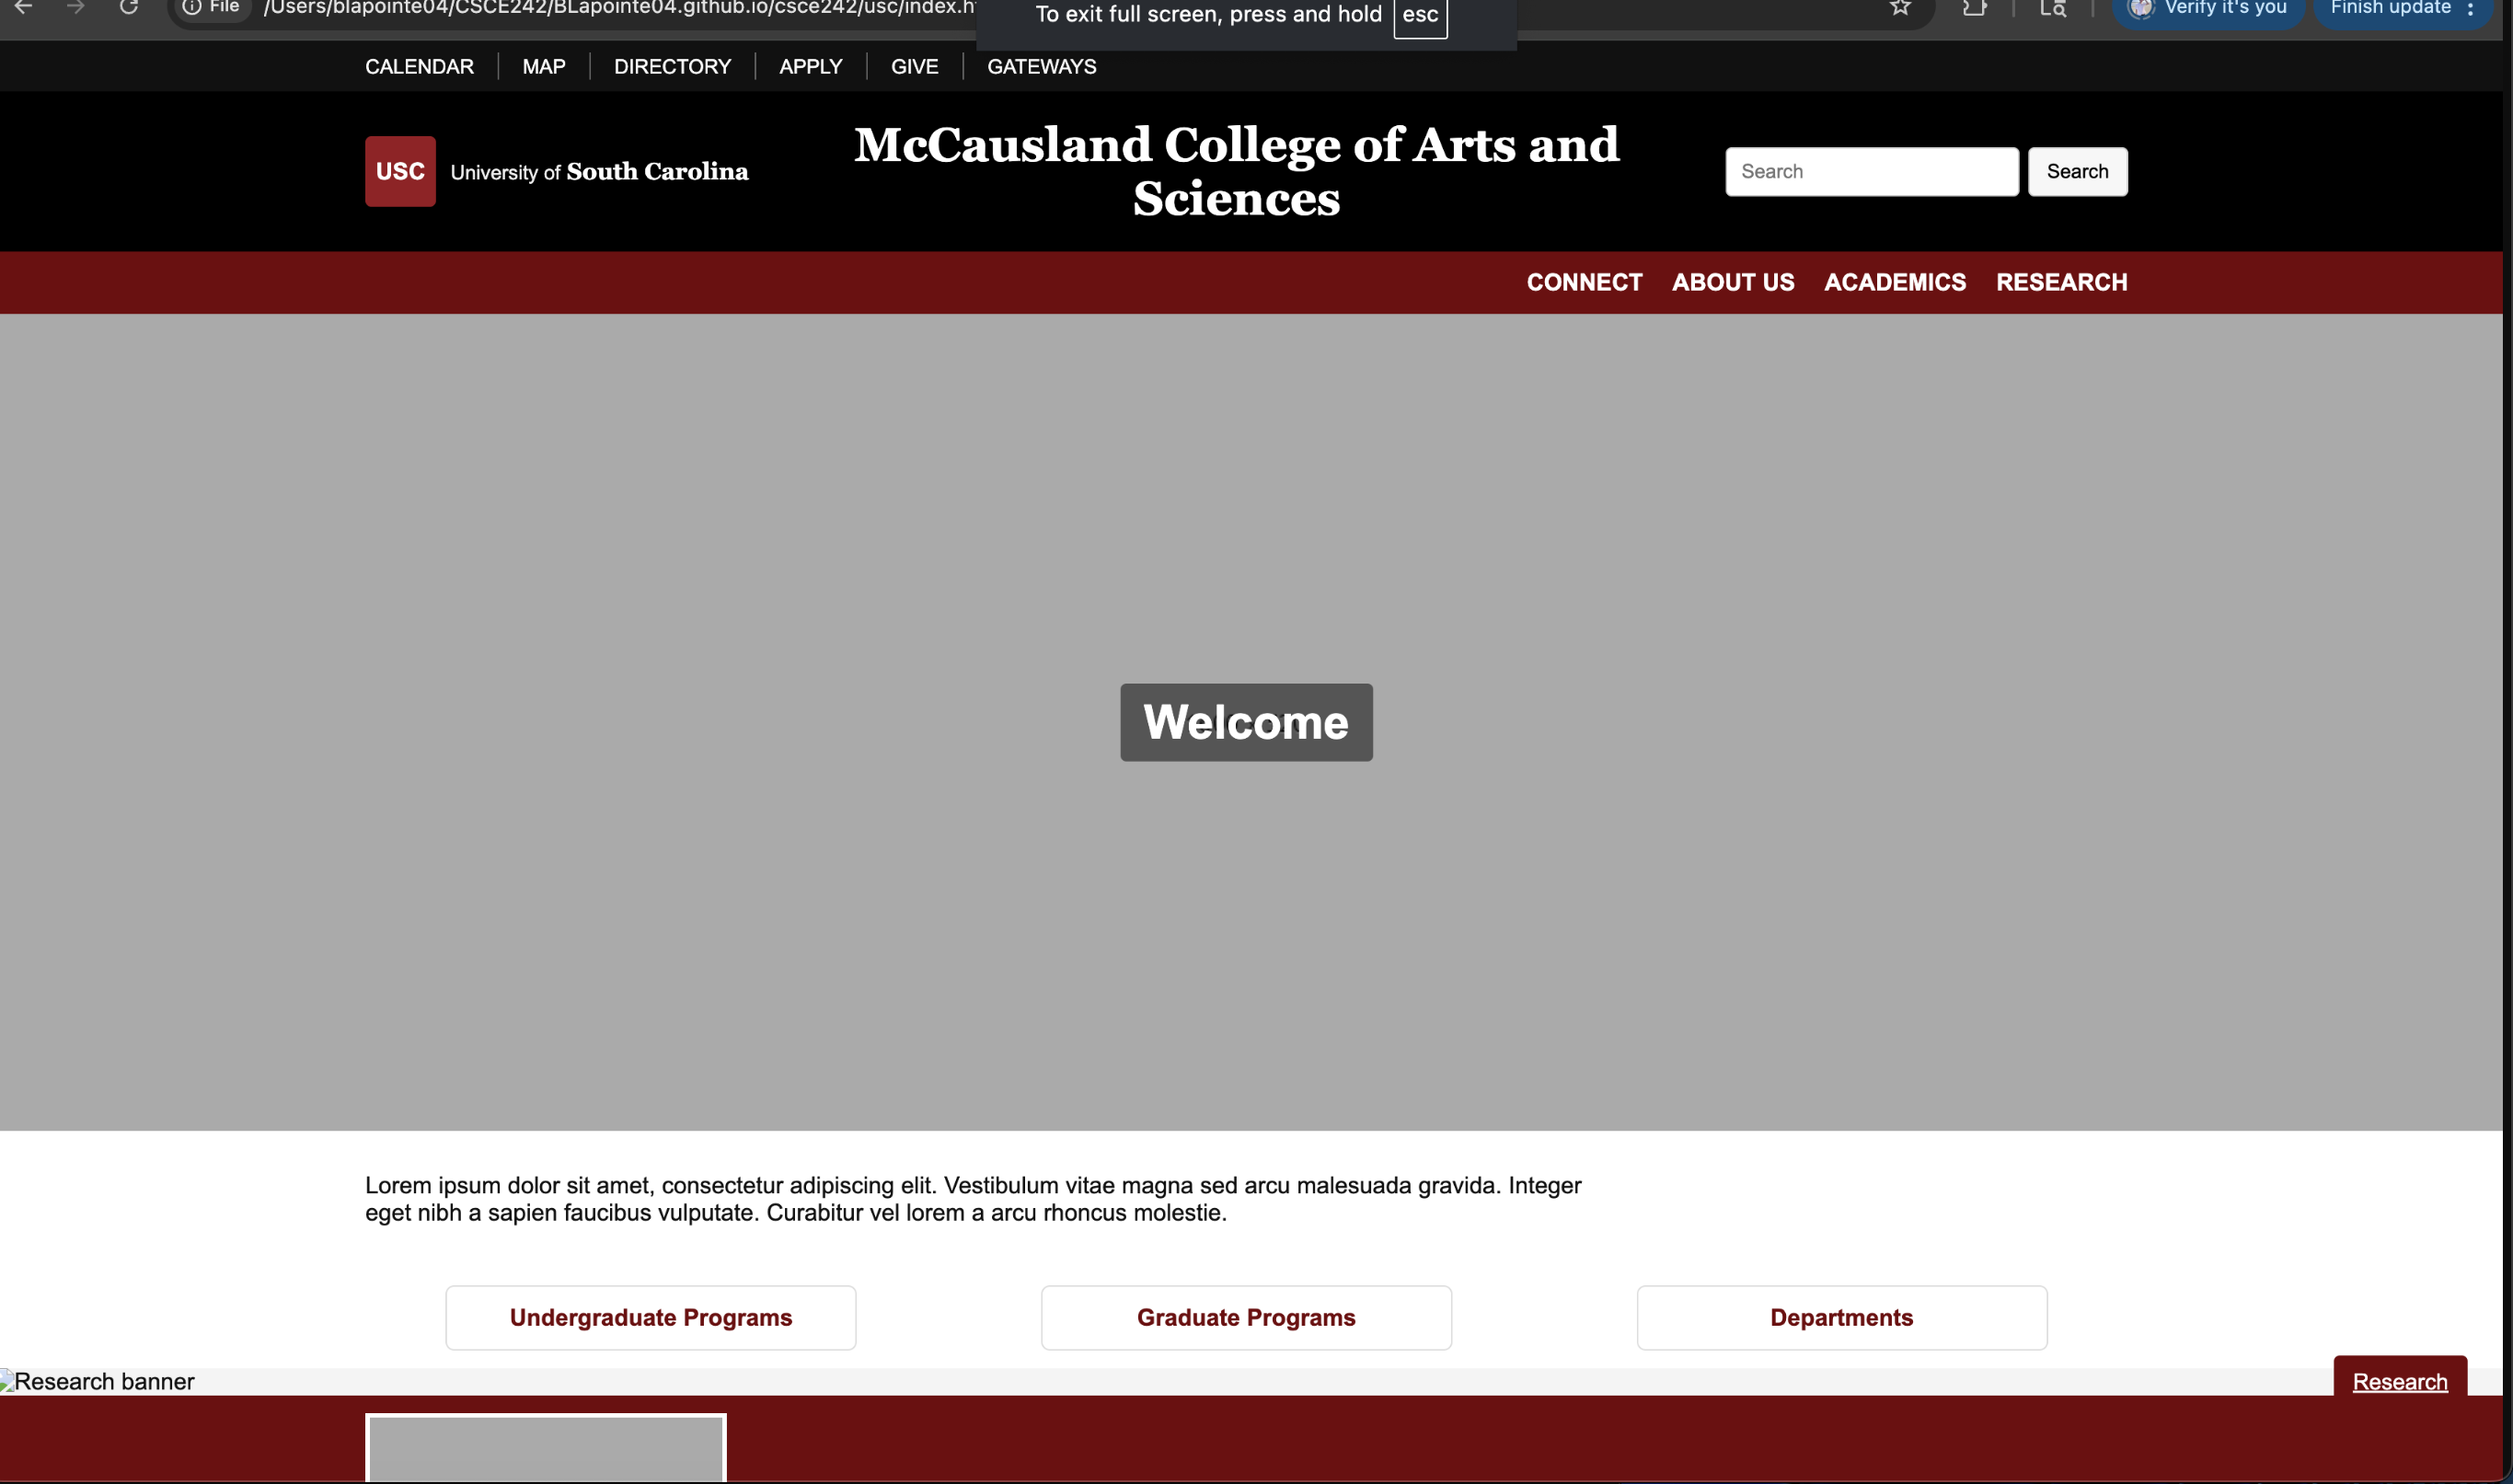 File /Users/blapointe04/CSCE242/BLapointe04.github.io/csce242/usc/index.h
To exit full screen, press and hold esc
Verify it's you
Finish update
CALENDAR MAP DIRECTORY APPLY GIVE GATEWAYS
USC University of South Carolina
McCausland College of Arts and
Sciences
Search Search
CONNECT ABOUT US ACADEMICS RESEARCH
Welcome
Lorem ipsum dolor sit amet, consectetur adipiscing elit. Vestibulum vitae magna sed arcu malesuada gravida. Integer
eget nibh a sapien faucibus vulputate. Curabitur vel lorem a arcu rhoncus molestie.
Undergraduate Programs Graduate Programs Departments
Research banner
Research